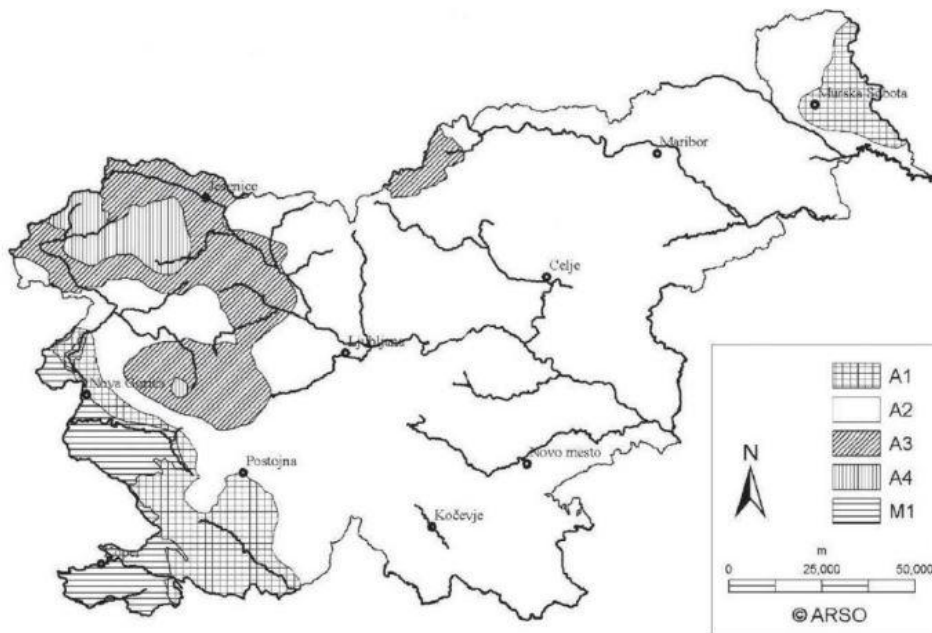 Murska Sobota
Maribor
Jesenice
Celje
Ljubljana
Nova Gorica
Postojna
Novo mesto
Kočevje
A1
A2
A3
A4
M1
N
m
0 25,000 50,000
© ARSO